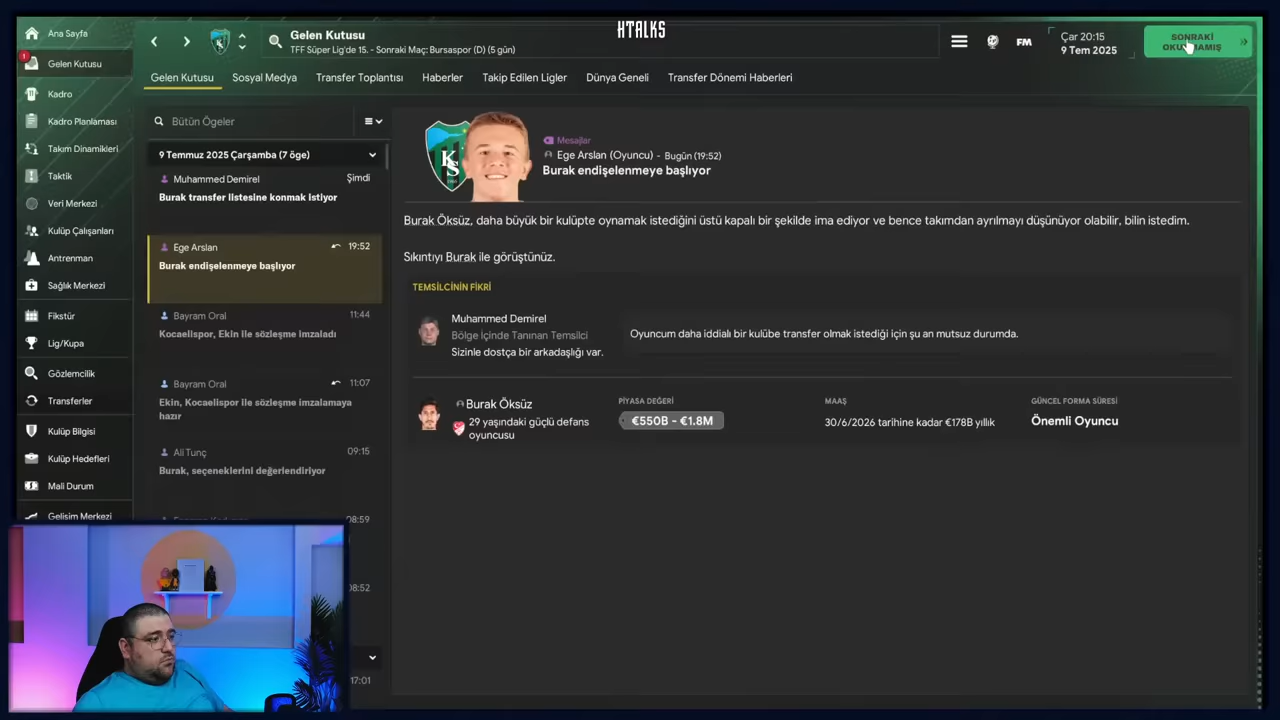 HTALKS
Ana Sayfa
1
Gelen Kutusu
Kadro
Kadro Planlaması
Takım Dinamikleri
Taktik
Veri Merkezi
Kulüp Çalışanları
Antrenman
Sağlık Merkezi
Fikstür
Lig/Kupa
Gözlemcilik
Transferler
Kulüp Bilgisi
Kulüp Hedefleri
Mali Durum
Gelişim Merkezi
Gelen Kutusu
TFF Süper Lig'de 15. - Sonraki Maç: Bursaspor (D) (5 gün)
FM
Çar 20:15
9 Tem 2025
SONRAKİ
Gelen Kutusu
Sosyal Medya
Transfer Toplantısı
Haberler
Takip Edilen Ligler
Dünya Geneli
Transfer Dönemi Haberleri
Bütün Ögeler
9 Temmuz 2025 Çarşamba (7 öge)
Muhammed Demirel Şimdi
Burak transfer listesine konmak istiyor
Ege Arslan 19:52
Burak endişelenmeye başlıyor
Bayram Oral 11:44
Kocaelispor, Ekin ile sözleşme imzaladı
Bayram Oral 11:07
Ekin, Kocaelispor ile sözleşme imzalamaya
hazır
Ali Tunç 09:15
Burak, seçeneklerini değerlendiriyor
08:59
08:52
17:01
KS
Mesajlar
Ege Arslan (Oyuncu) - Bugün (19:52)
Burak endişelenmeye başlıyor
Burak Öksüz, daha büyük bir kulüpte oynamak istediğini üstü kapalı bir şekilde ima ediyor ve bence takımdan ayrılmayı düşünüyor olabilir, bilin istedim.
Sıkıntıyı Burak ile görüştünüz.
TEMSİLCİNİN FİKRİ
Muhammed Demirel
Bölge İçinde Tanınan Temsilci
Sizinle dostça bir arkadaşlığı var.
Oyuncum daha iddialı bir kulübe transfer olmak istediği için şu an mutsuz durumda.
Burak Öksüz
29 yaşındaki güçlü defans
oyuncusu
PİYASA DEĞERİ
€550B - €1.8M
MAAŞ
30/6/2026 tarihine kadar €178B yıllık
GÜNCEL FORMA SÜRESİ
Önemli Oyuncu